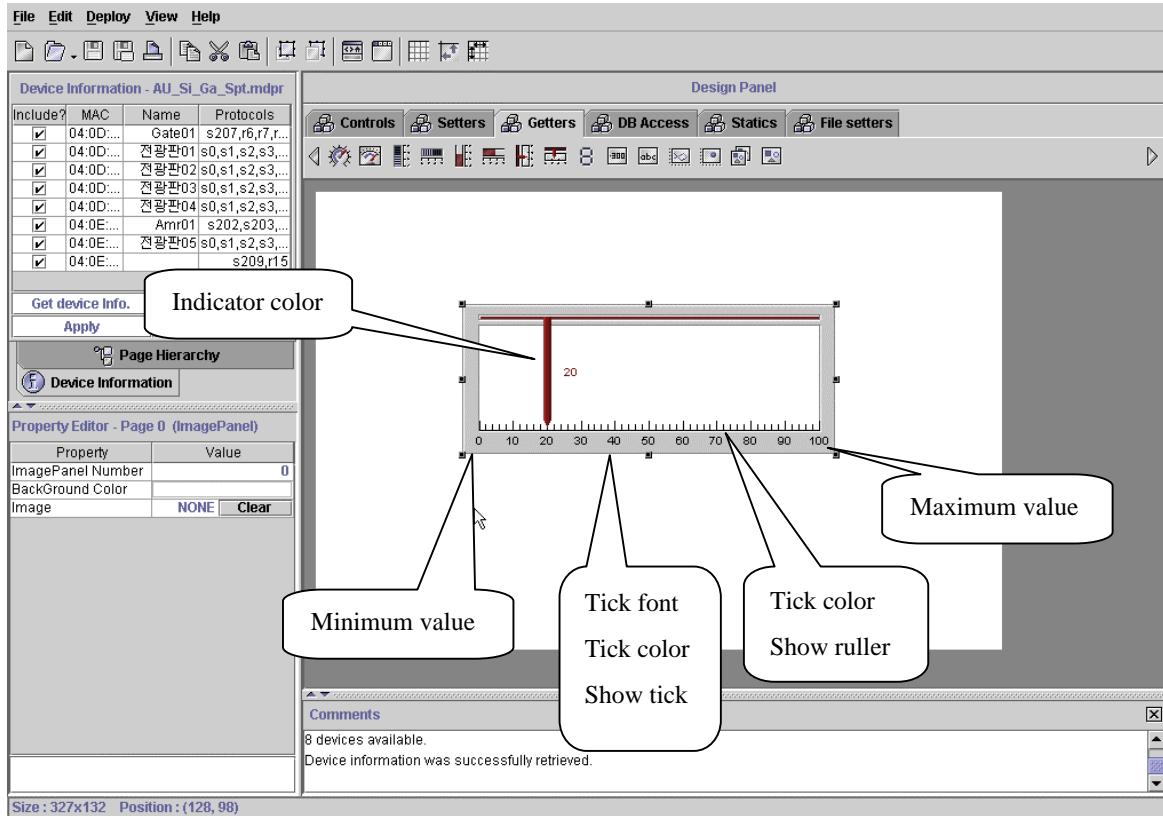 File Edit Deploy View Help
Device Information - AU_Si_Ga_Spt.mdpr
Include? MAC Name Protocols
04:0D:... Gate01 s207,r6,r7,r...
04:0D:... 전광판01 s0,s1,s2,s3,...
04:0D:... 전광판02 s0,s1,s2,s3,...
04:0D:... 전광판03 s0,s1,s2,s3,...
04:0D:... 전광판04 s0,s1,s2,s3,...
04:0E:... Amr01 s202,s203,...
04:0E:... 전광판05 s0,s1,s2,s3,...
04:0E:... s209,r15
Get device Info.
Apply
Page Hierarchy
Device Information
Property Editor - Page 0 (ImagePanel)
Property Value
ImagePanel Number 0
BackGround Color
Image NONE Clear
Design Panel
Controls Setters Getters DB Access Statics File setters
Indicator color
20
0 10 20 30 40 50 60 70 80 90 100
Maximum value
Minimum value
Tick font
Tick color
Show tick
Tick color
Show ruller
Comments
8 devices available.
Device information was successfully retrieved.
Size : 327x132 Position : (128, 98)